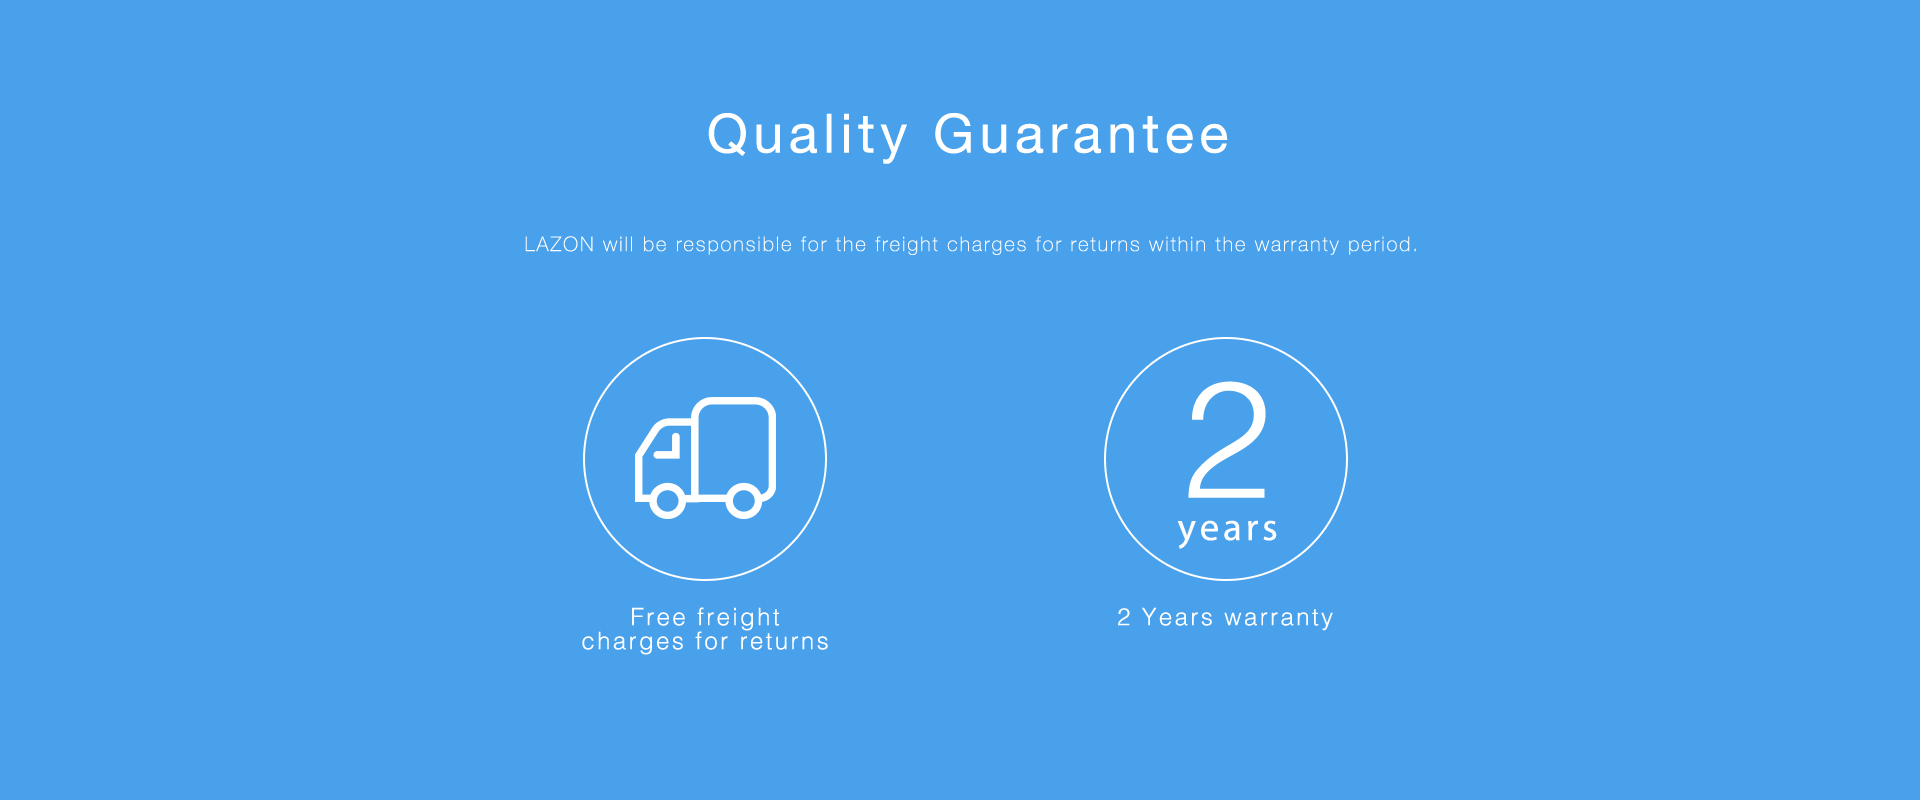 Quality Guarantee
LAZON will be responsible for the freight charges for returns within the warranty period.
2
years
Free freight
charges for returns
2 Years warranty